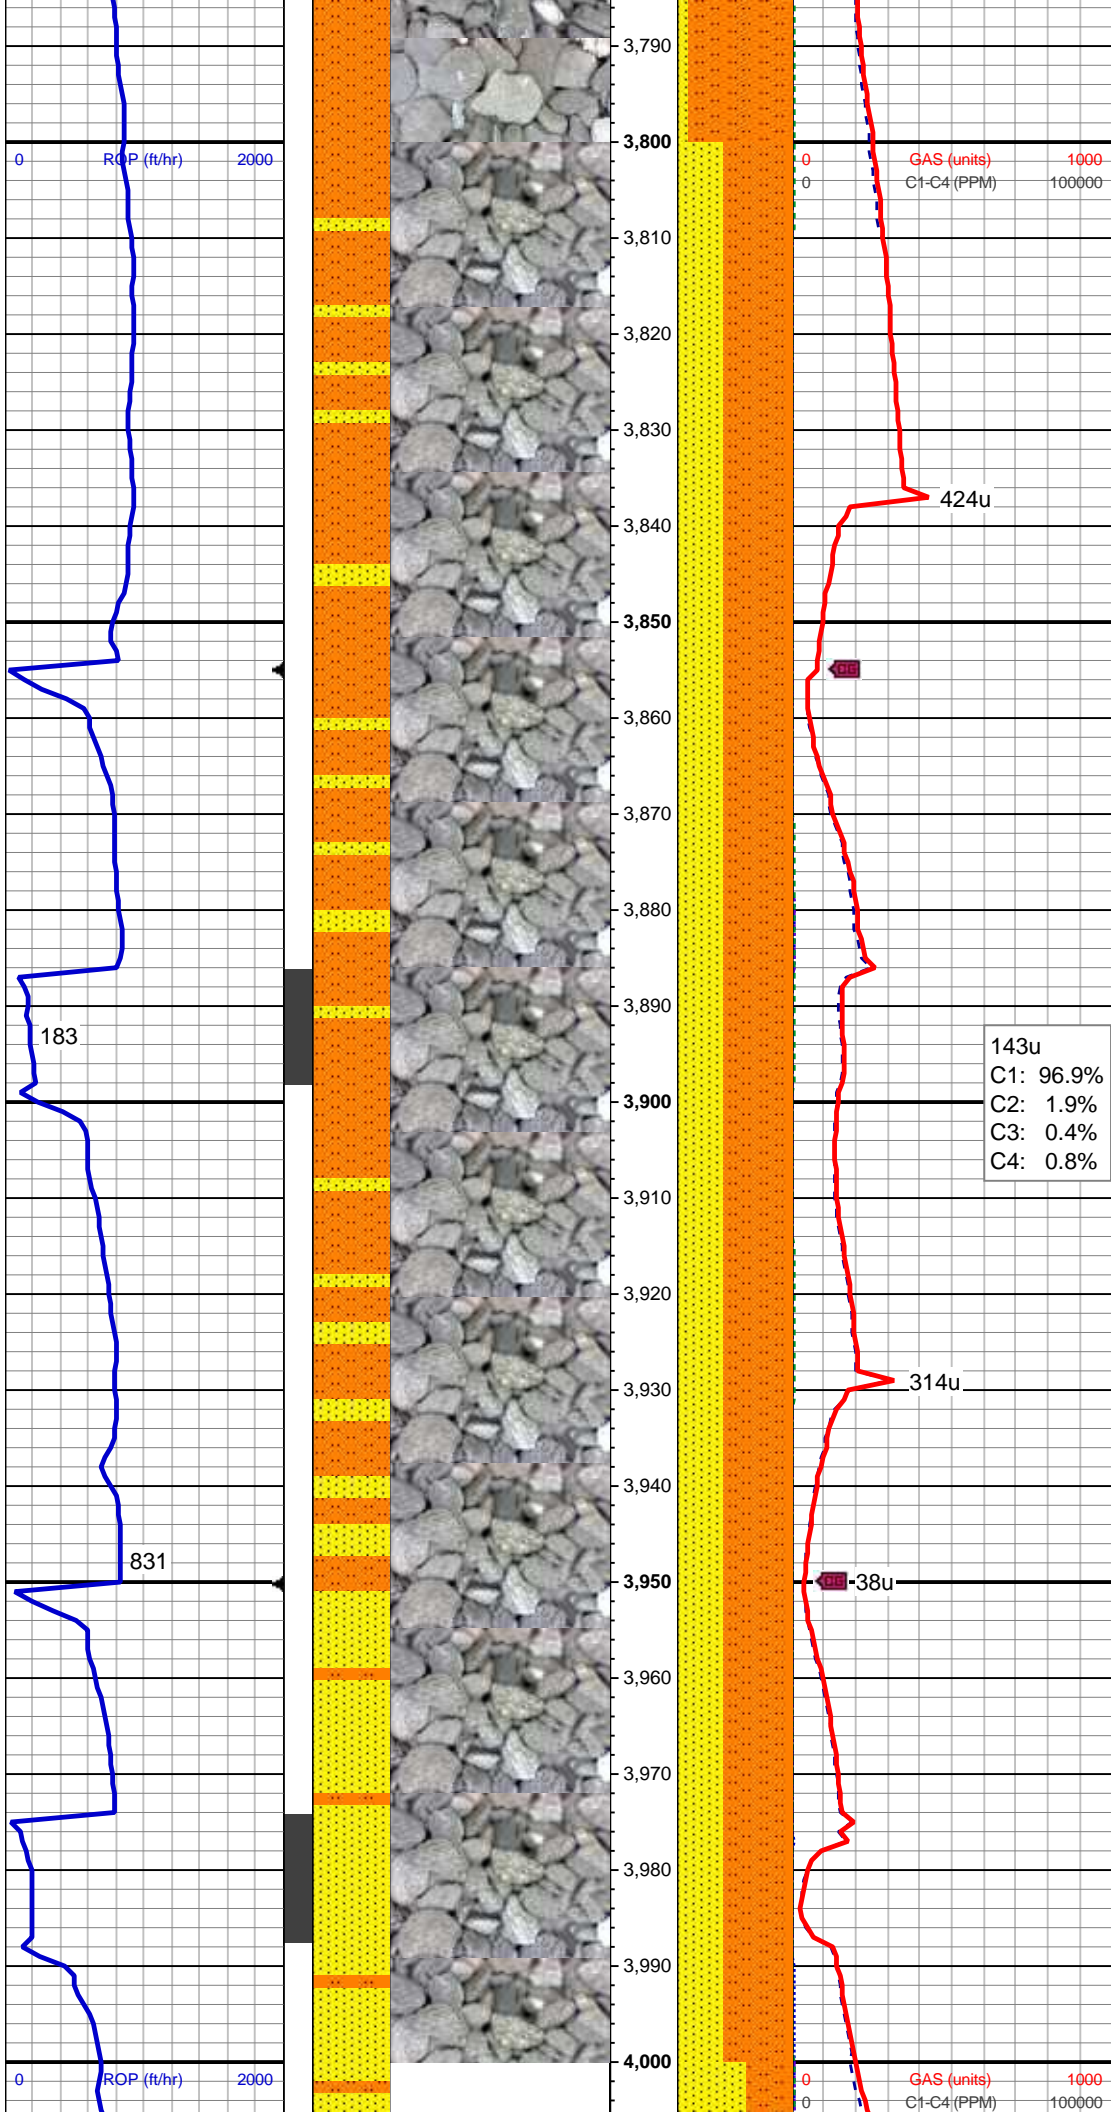 3,790
3,800
0 ROP (ft/hr) 2000
0 GAS (units) 1000
0 C1-C4 (PPM) 100000
3,810
3,820
3,830
424u
3,840
3,850
CG
3,860
3,870
3,880
3,890
183
143u
C1: 96.9%
C2: 1.9%
C3: 0.4%
C4: 0.8%
3,900
3,910
3,920
3,930
314u
3,940
831
3,950
CG 38u
3,960
3,970
3,980
3,990
4,000
0 ROP (ft/hr) 2000
0 GAS (units) 1000
0 C1-C4 (PPM) 100000